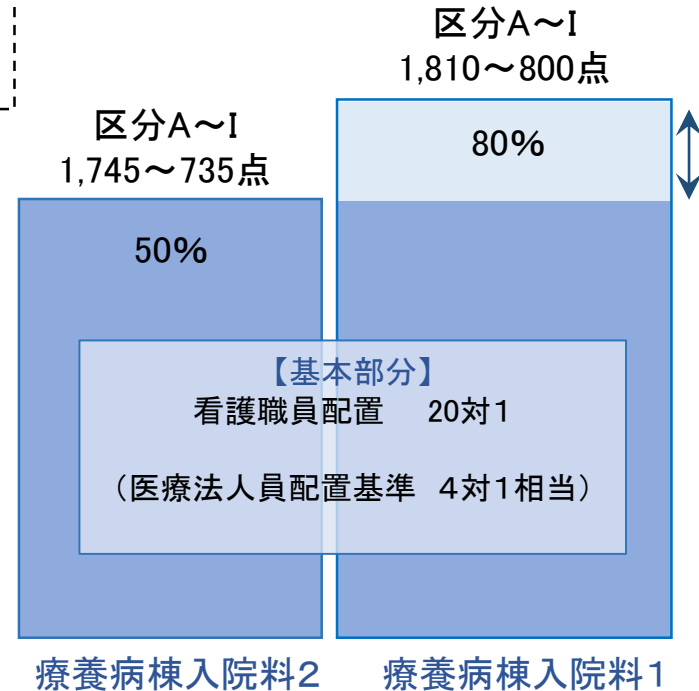 区分A～I
1,810～800点
80%
区分A～I
1,745～735点
50%
【基本部分】
看護職員配置　20対1
（医療法人員配置基準　４対１相当）
療養病棟入院料２
療養病棟入院料１